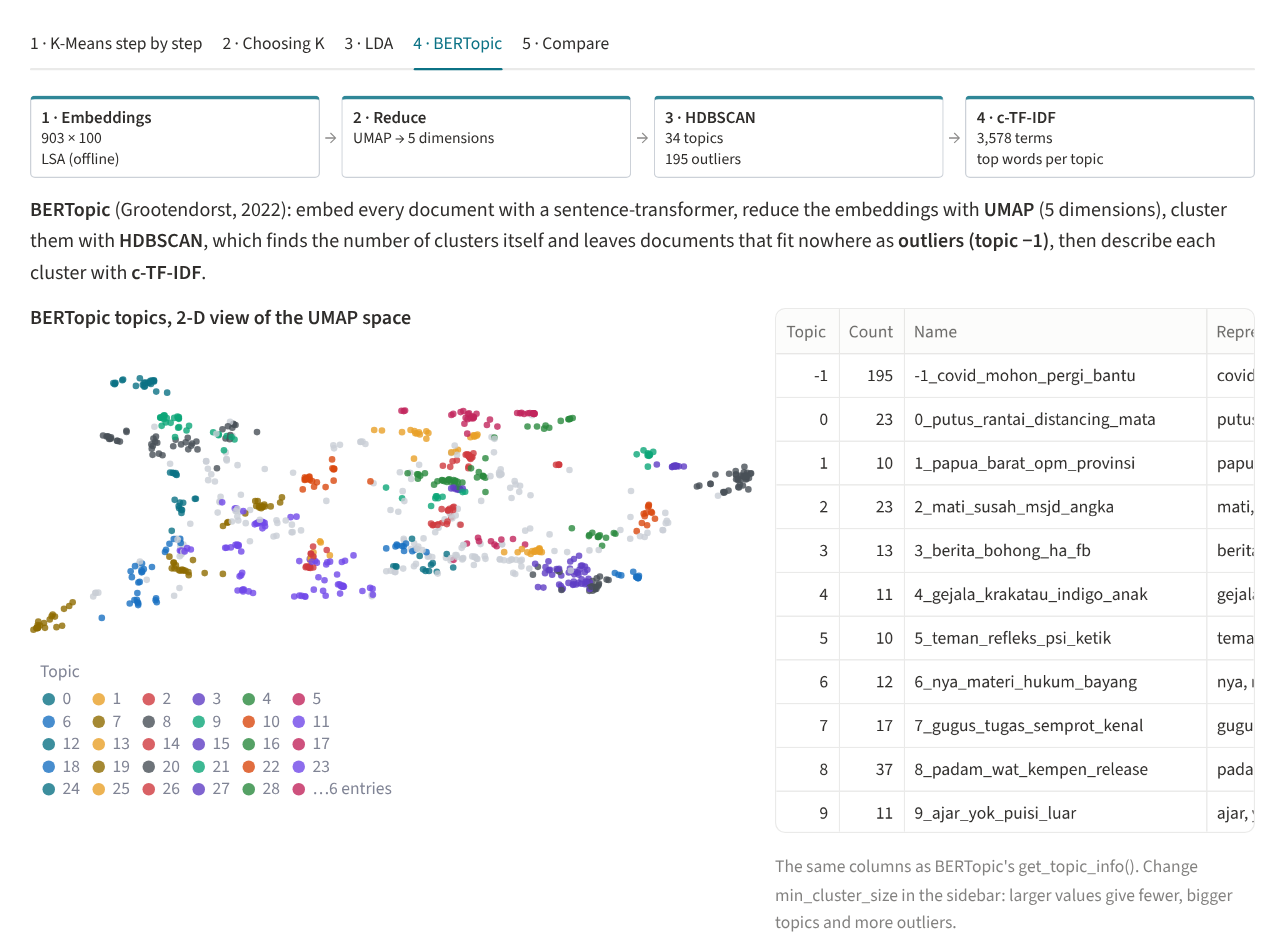 1 · K-Means step by step
2 · Choosing K
3 · LDA
4 · BERTopic
5 · Compare
1 · Embeddings
903 × 100
LSA (offline)
→
2 · Reduce
UMAP → 5 dimensions
→
3 · HDBSCAN
34 topics
195 outliers
→
4 · c-TF-IDF
3,578 terms
top words per topic
BERTopic (Grootendorst, 2022): embed every document with a sentence-transformer, reduce the embeddings with UMAP (5 dimensions), cluster
them with HDBSCAN, which finds the number of clusters itself and leaves documents that fit nowhere as outliers (topic −1), then describe each
cluster with c-TF-IDF.
BERTopic topics, 2-D view of the UMAP space
Topic
0 1 2 3 4 5
6 7 8 9 10 11
12 13 14 15 16 17
18 19 20 21 22 23
24 25 26 27 28 …6 entries
Topic Count Name Repre
-1 195 -1_covid_mohon_pergi_bantu covid
0 23 0_putus_rantai_distancing_mata putus
1 10 1_papua_barat_opm_provinsi papu
2 23 2_mati_susah_msjd_angka mati,
3 13 3_berita_bohong_ha_fb berita
4 11 4_gejala_krakatau_indigo_anak gejala
5 10 5_teman_refleks_psi_ketik tema
6 12 6_nya_materi_hukum_bayang nya,
7 17 7_gugus_tugas_semprot_kenal gugu
8 37 8_padam_wat_kempen_release pada
9 11 9_ajar_yok_puisi_luar ajar,
The same columns as BERTopic's get_topic_info(). Change
min_cluster_size in the sidebar: larger values give fewer, bigger
topics and more outliers.